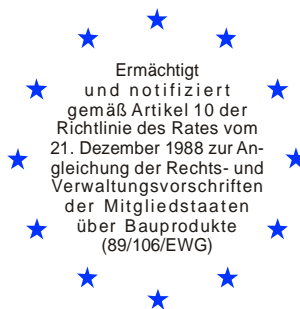 Ermächtigt
und notifiziert
gemäß Artikel 10 der
Richtlinie des Rates vom
21. Dezember 1988 zur An-
gleichung der Rechts- und
Verwaltungsvorschriften
der Mitgliedstaaten
über Bauprodukte
(89/106/EWG)